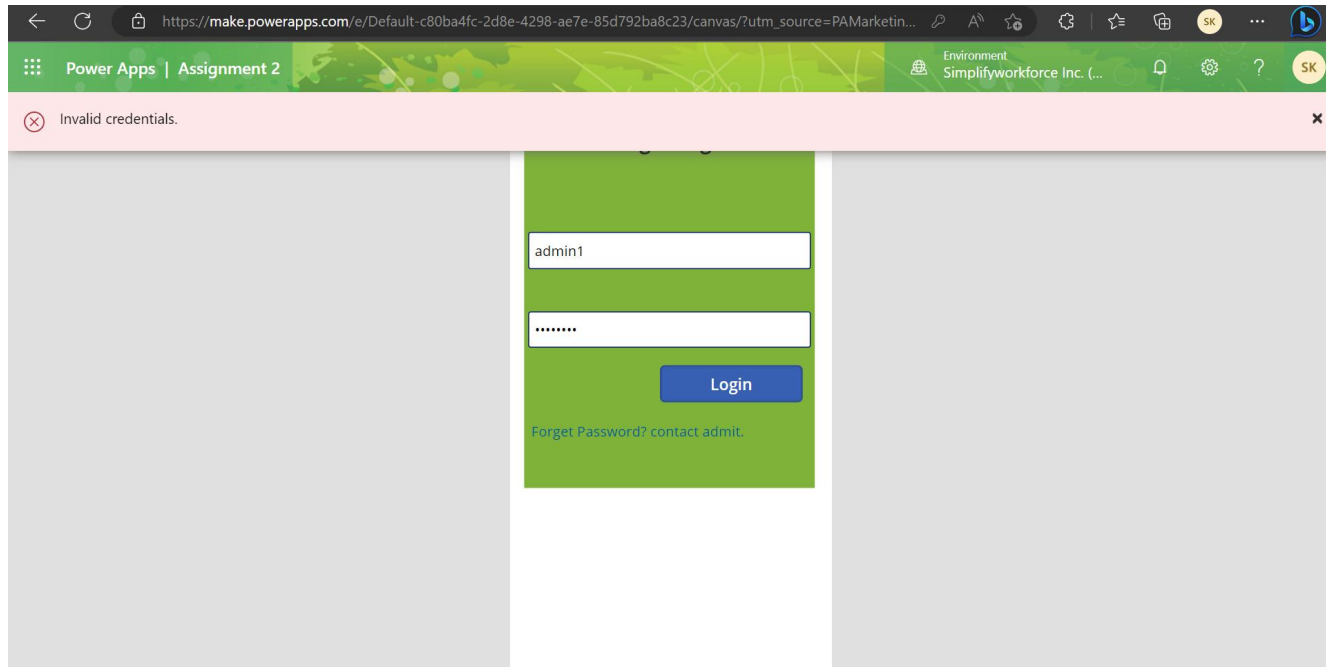 https://make.powerapps.com/e/Default-c80ba4fc-2d8e-4298-ae7e-85d792ba8c23/canvas/?utm_source=PAMarketin...
SK
Power Apps | Assignment 2
Environment
Simplifyworkforce Inc. (...
?
SK
Invalid credentials.
admin1
Login
Forget Password? contact admit.